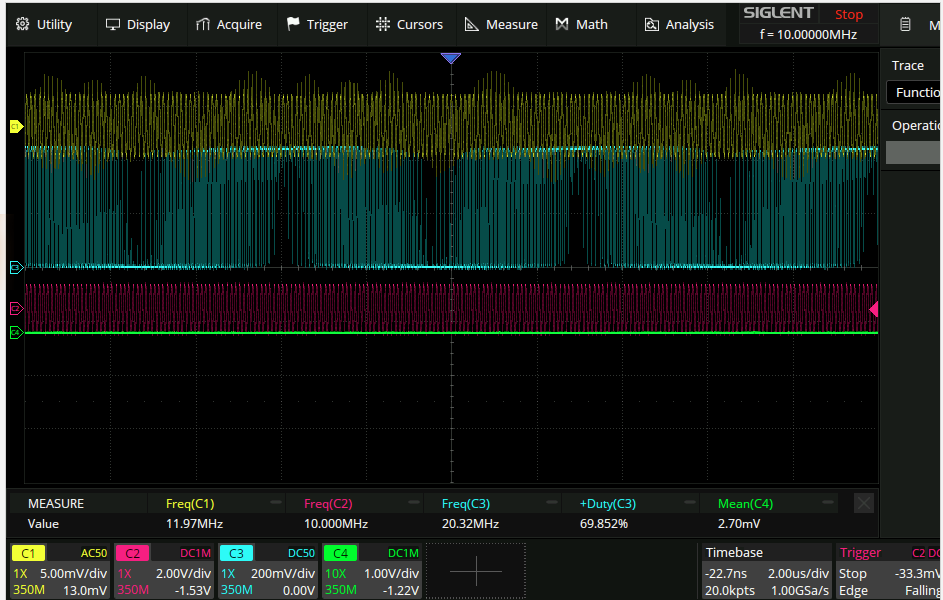 Utility Display Acquire Trigger Cursors Measure Math Analysis SIGLENT Stop M
f = 10.00000MHz
Trace
Functio
Operatio
C1
C3
C2
C4
MEASURE Freq(C1) Freq(C2) Freq(C3) +Duty(C3) Mean(C4)
Value 11.97MHz 10.000MHz 20.32MHz 69.852% 2.70mV
C1 AC50 C2 DC1M C3 DC50 C4 DC1M Timebase Trigger C2 DC
1X 5.00mV/div 1X 2.00V/div 1X 200mV/div 10X 1.00V/div -22.7ns 2.00us/div Stop -33.3mV
350M 13.0mV 350M -1.53V 350M 0.00V 350M -1.22V 20.0kpts 1.00GSa/s Edge Falling